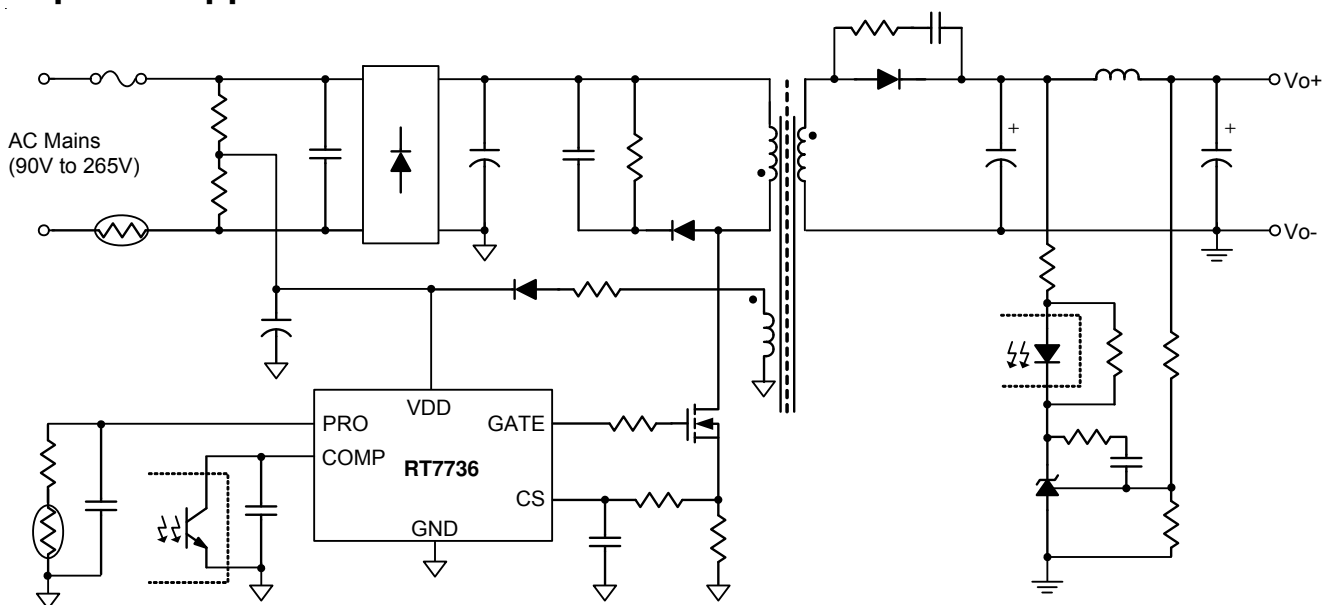 Vo+
+
+
AC Mains
(90V to 265V)
Vo-
VDD
PRO
GATE
COMP
RT7736
CS
GND